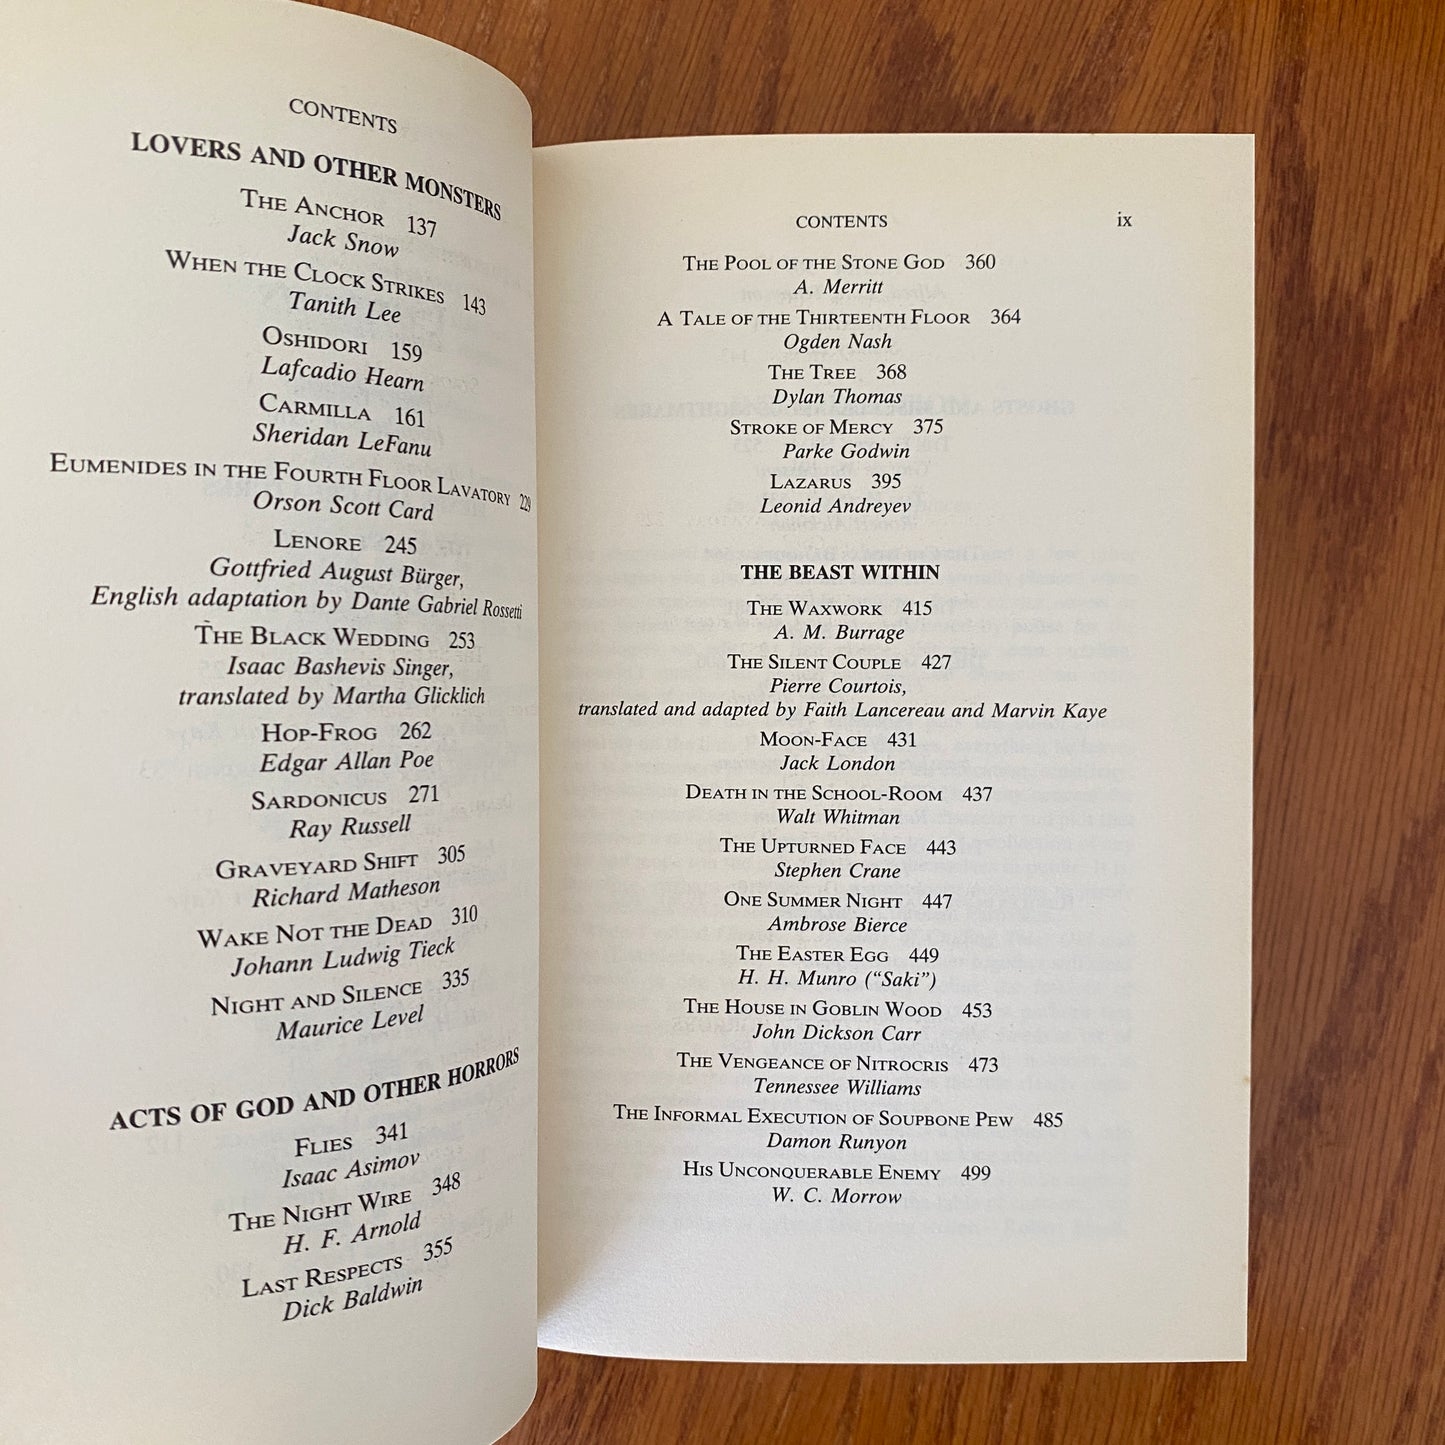 CONTENTS
LOVERS AND OTHER MONSTERS
THE ANCHOR 137
Jack Snow
WHEN THE CLOCK STRIKES 143
Tanith Lee
OSHIDORI 159
Lafcadio Hearn
CARMILLA 161
Sheridan LeFanu
EUMENIDES IN THE FOURTH FLOOR LAVATORY 229
Orson Scott Card
LENORE 245
Gottfried August Bürger,
English adaptation by Dante Gabriel Rossetti
THE BLACK WEDDING 253
Isaac Bashevis Singer,
translated by Martha Glicklich
HOP-FROG 262
Edgar Allan Poe
SARDONICUS 271
Ray Russell
GRAVEYARD SHIFT 305
Richard Matheson
WAKE NOT THE DEAD 310
Johann Ludwig Tieck
NIGHT AND SILENCE 335
Maurice Level
ACTS OF GOD AND OTHER HORRORS
FLIES 341
Isaac Asimov
THE NIGHT WIRE 348
H. F. Arnold
LAST RESPECTS 355
Dick Baldwin
CONTENTS ix
THE POOL OF THE STONE GOD 360
A. Merritt
A TALE OF THE THIRTEENTH FLOOR 364
Ogden Nash
THE TREE 368
Dylan Thomas
STROKE OF MERCY 375
Parke Godwin
LAZARUS 395
Leonid Andreyev
THE BEAST WITHIN
THE WAXWORK 415
A. M. Burrage
THE SILENT COUPLE 427
Pierre Courtois,
translated and adapted by Faith Lancereau and Marvin Kaye
MOON-FACE 431
Jack London
DEATH IN THE SCHOOL-ROOM 437
Walt Whitman
THE UPTURNED FACE 443
Stephen Crane
ONE SUMMER NIGHT 447
Ambrose Bierce
THE EASTER EGG 449
H. H. Munro (“Saki”)
THE HOUSE IN GOBLIN WOOD 453
John Dickson Carr
THE VENGEANCE OF NITROCRIS 473
Tennessee Williams
THE INFORMAL EXECUTION OF SOUPBONE PEW 485
Damon Runyon
HIS UNCONQUERABLE ENEMY 499
W. C. Morrow